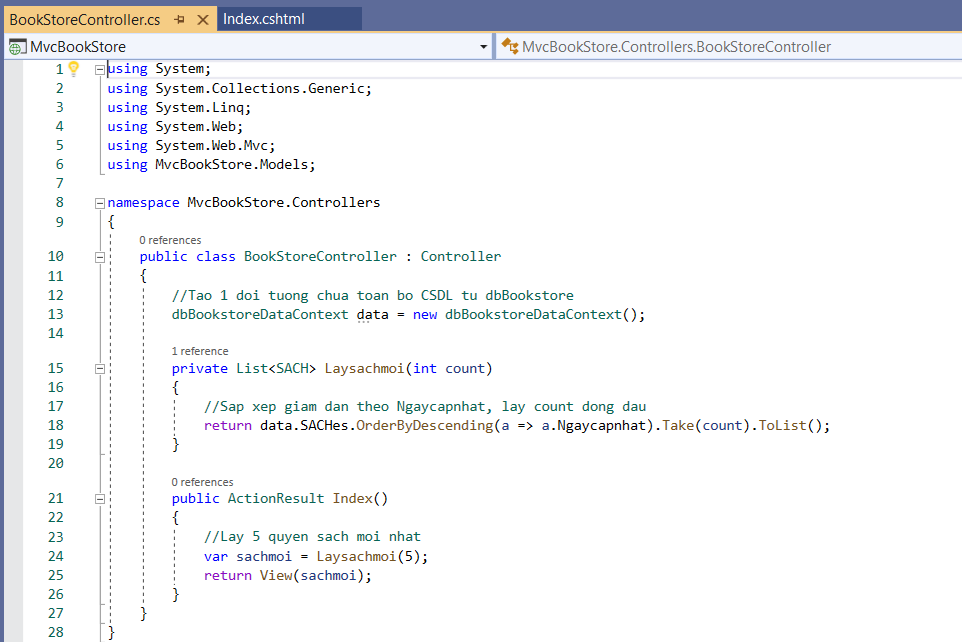 BookStoreController.cs Index.cshtml
MvcBookStore MvcBookStore.Controllers.BookStoreController
1 using System;
2 using System.Collections.Generic;
3 using System.Linq;
4 using System.Web;
5 using System.Web.Mvc;
6 using MvcBookStore.Models;
7
8 namespace MvcBookStore.Controllers
9 {
0 references
10 public class BookStoreController : Controller
11 {
12 //Tao 1 doi tuong chua toan bo CSDL tu dbBookstore
13 dbBookstoreDataContext data = new dbBookstoreDataContext();
14
1 reference
15 private List<SACH> Laysachmoi(int count)
16 {
17 //Sap xep giam dan theo Ngaycapnhat, lay count dong dau
18 return data.SACHes.OrderByDescending(a => a.Ngaycapnhat).Take(count).ToList();
19 }
20
0 references
21 public ActionResult Index()
22 {
23 //Lay 5 quyen sach moi nhat
24 var sachmoi = Laysachmoi(5);
25 return View(sachmoi);
26 }
27 }
28 }